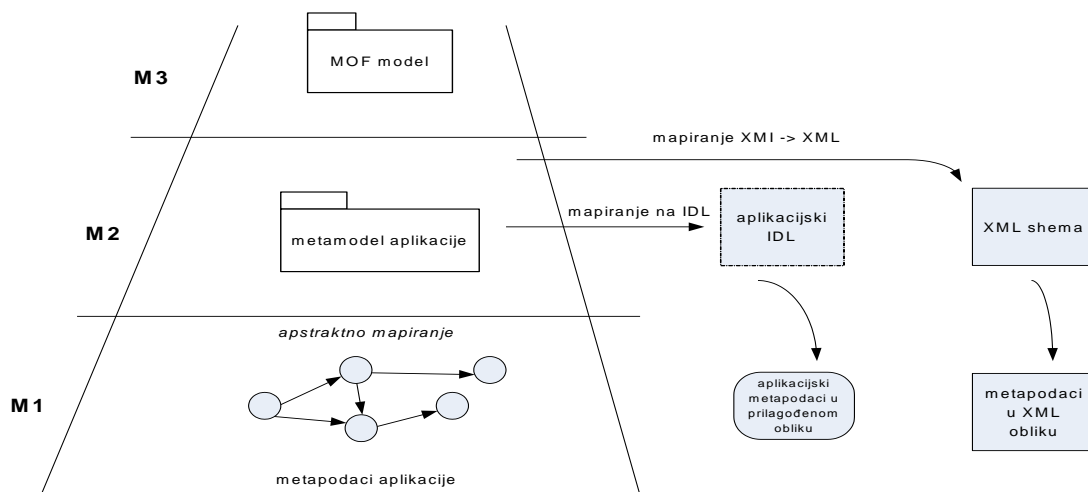 MOF model
M3
mapiranje XMI -> XML
mapiranje na IDL
aplikacijski
IDL
XML shema
M2
metamodel aplikacije
apstraktno mapiranje
M1
aplikacijski
metapodaci u
prilagođenom
obliku
metapodaci
u XML
obliku
metapodaci aplikacije